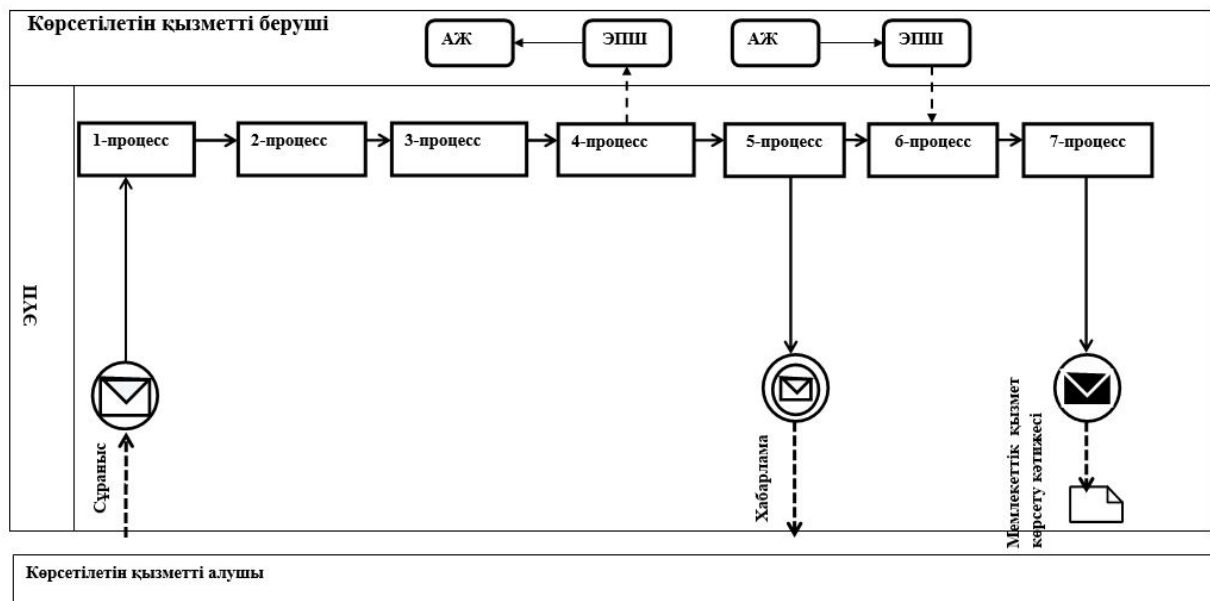 Көрсетілетін қызметті беруші
АЖ
ЭПШ
АЖ
ЭПШ
ЭҮП
1-процесс
2-процесс
3-процесс
4-процесс
5-процесс
6-процесс
7-процесс
Сұраныс
Хабарлама
Мемлекеттік қызмет
көрсету кәтижесі
Көрсетілетін қызметті алушы